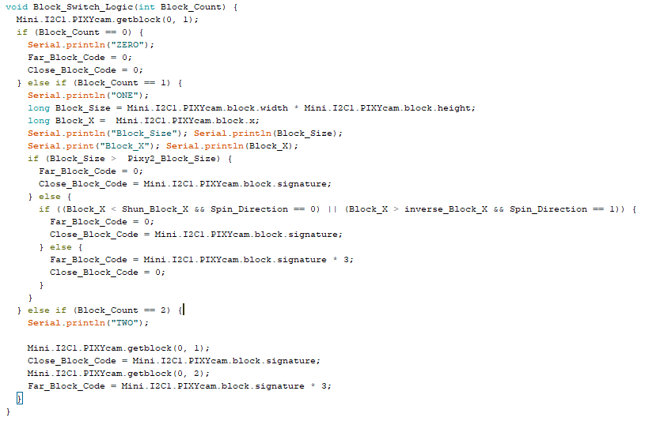 void Block_Switch_Logic(int Block_Count) {
  Mini.I2C1.PIXYcam.getblock(0, 1);
  if (Block_Count == 0) {
    Serial.println("ZERO");
    Far_Block_Code = 0;
    Close_Block_Code = 0;
  } else if (Block_Count == 1) {
    Serial.println("ONE");
    long Block_Size = Mini.I2C1.PIXYcam.block.width * Mini.I2C1.PIXYcam.block.height;
    long Block_X =  Mini.I2C1.PIXYcam.block.x;
    Serial.println("Block_Size"); Serial.println(Block_Size);
    Serial.print("Block_X"); Serial.println(Block_X);
    if (Block_Size >  Pixy2_Block_Size) {
      Far_Block_Code = 0;
      Close_Block_Code = Mini.I2C1.PIXYcam.block.signature;
    } else {
      if ((Block_X < Shun_Block_X && Spin_Direction == 0) || (Block_X > inverse_Block_X && Spin_Direction == 1)) {
        Far_Block_Code = 0;
        Close_Block_Code = Mini.I2C1.PIXYcam.block.signature;
      } else {
        Far_Block_Code = Mini.I2C1.PIXYcam.block.signature * 3;
        Close_Block_Code = 0;
      }
    }
  } else if (Block_Count == 2) {
    Serial.println("TWO");

    Mini.I2C1.PIXYcam.getblock(0, 1);
    Close_Block_Code = Mini.I2C1.PIXYcam.block.signature;
    Mini.I2C1.PIXYcam.getblock(0, 2);
    Far_Block_Code = Mini.I2C1.PIXYcam.block.signature * 3;
  }
}